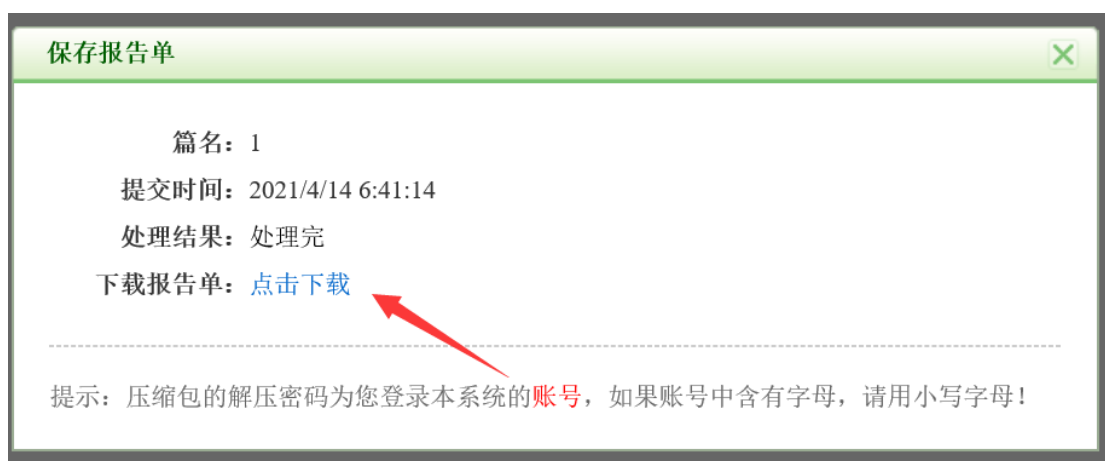 保存报告单
篇名：1
提交时间：2021/4/14 6:41:14
处理结果：处理完
下载报告单：点击下载
提示：压缩包的解压密码为您登录本系统的账号，如果账号中含有字母，请用小写字母！